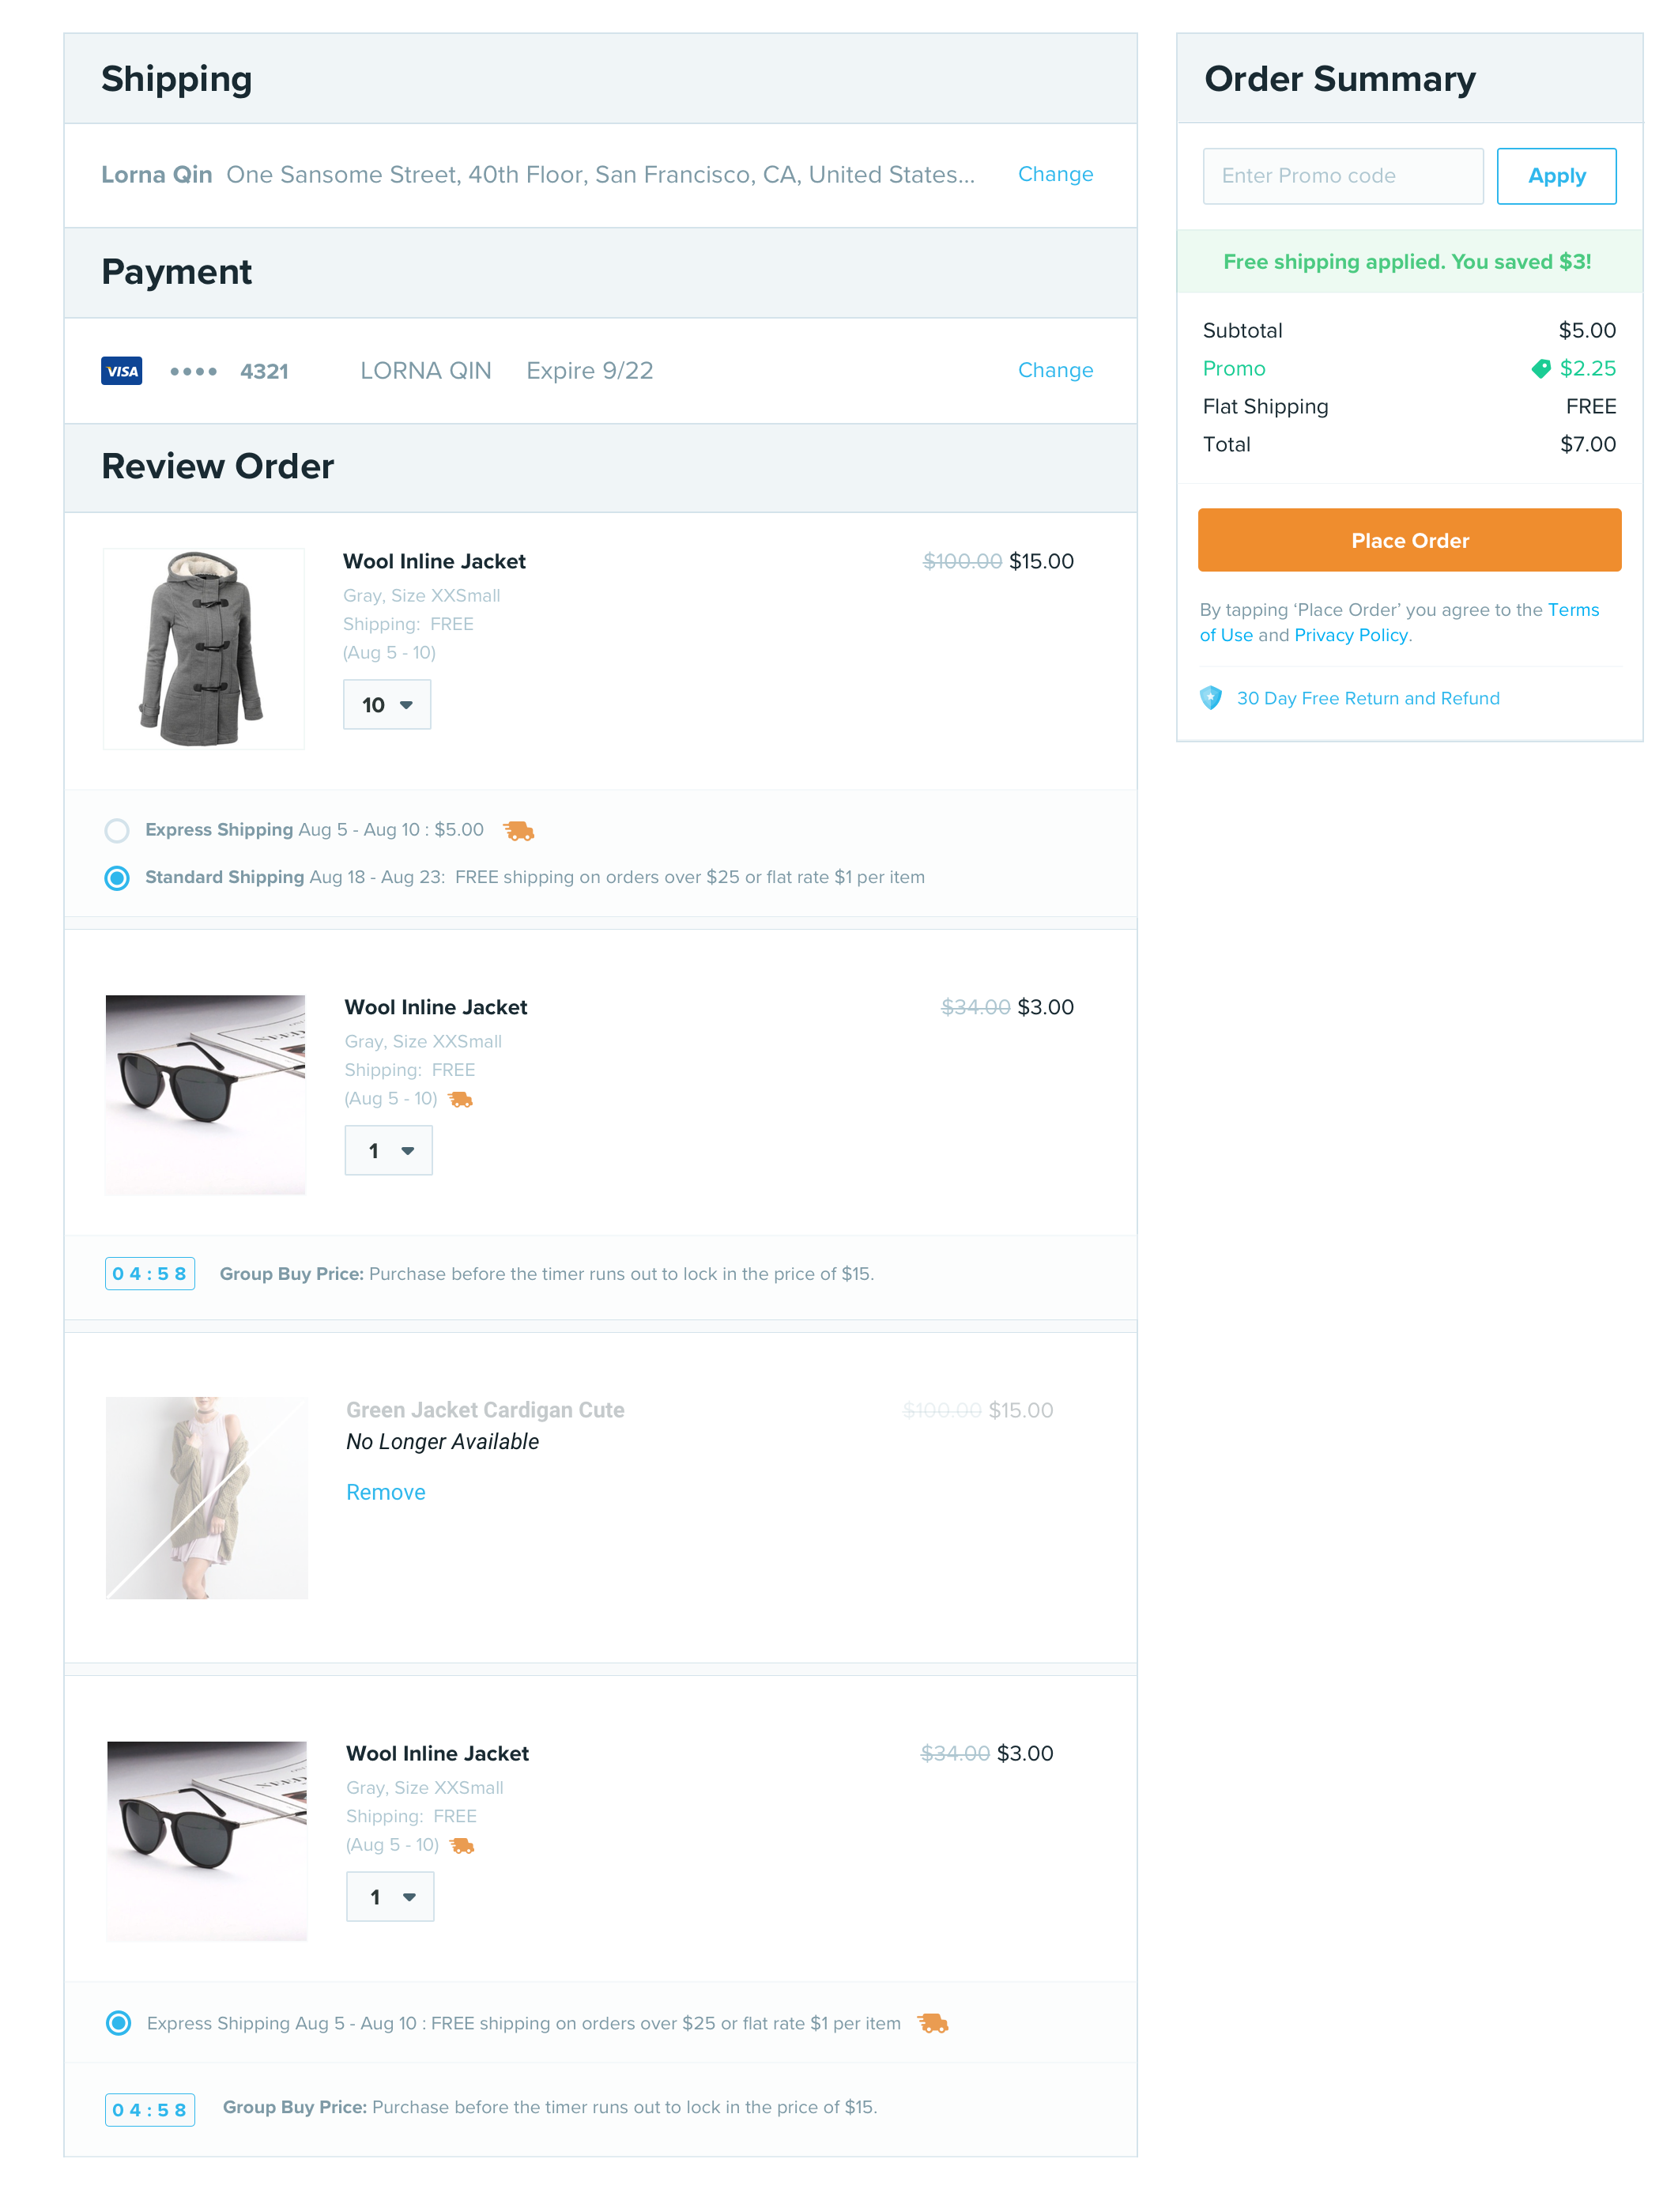 Shipping
Lorna Qin One Sansome Street, 40th Floor, San Francisco, CA, United States... Change
Payment
VISA •••• 4321 LORNA QIN Expire 9/22 Change
Review Order
Wool Inline Jacket $100.00 $15.00
Gray, Size XXSmall
Shipping: FREE
(Aug 5 - 10)
10
Express Shipping Aug 5 - Aug 10 : $5.00
Standard Shipping Aug 18 - Aug 23: FREE shipping on orders over $25 or flat rate $1 per item
Wool Inline Jacket $34.00 $3.00
Gray, Size XXSmall
Shipping: FREE
(Aug 5 - 10)
1
04:58 Group Buy Price: Purchase before the timer runs out to lock in the price of $15.
Green Jacket Cardigan Cute $100.00 $15.00
No Longer Available
Remove
Wool Inline Jacket $34.00 $3.00
Gray, Size XXSmall
Shipping: FREE
(Aug 5 - 10)
1
Express Shipping Aug 5 - Aug 10 : FREE shipping on orders over $25 or flat rate $1 per item
04:58 Group Buy Price: Purchase before the timer runs out to lock in the price of $15.
Order Summary
Enter Promo code Apply
Free shipping applied. You saved $3!
Subtotal $5.00
Promo $2.25
Flat Shipping FREE
Total $7.00
Place Order
By tapping ‘Place Order’ you agree to the Terms
of Use and Privacy Policy.
30 Day Free Return and Refund